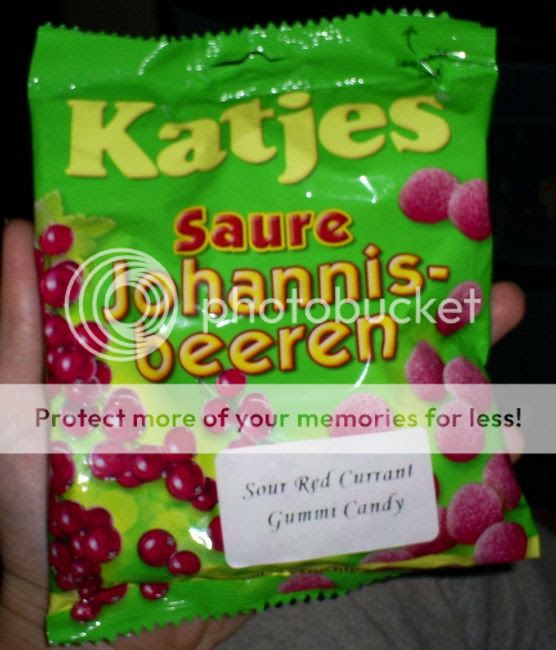 Katjes
Saure
Johannis-
beeren
photobucket
Protect more of your memories for less!
Sour Red Currant
Gummi Candy